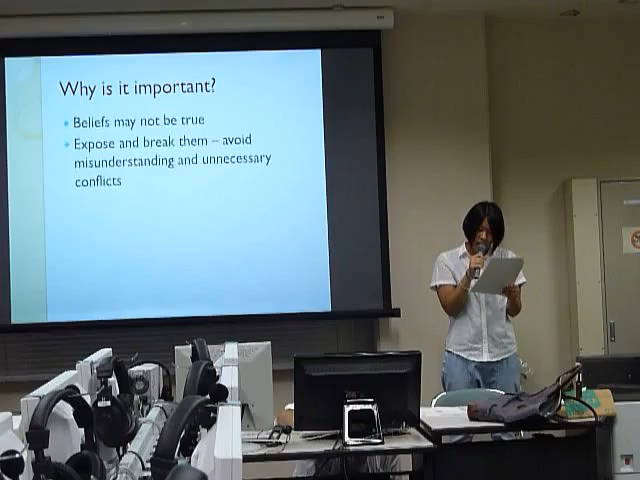 Why is it important?
Beliefs may not be true
Expose and break them – avoid
misunderstanding and unnecessary
conflicts